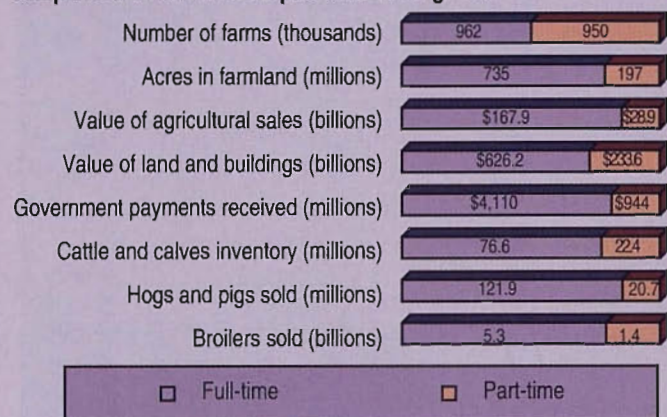 Number of farms (thousands) 962 950
Acres in farmland (millions) 735 197
Value of agricultural sales (billions) $167.9 $28.9
Value of land and buildings (billions) $626.2 $233.6
Government payments received (millions) $4,110 $944
Cattle and calves inventory (millions) 76.6 22.4
Hogs and pigs sold (millions) 121.9 20.7
Broilers sold (billions) 5.3 1.4
Full-time Part-time